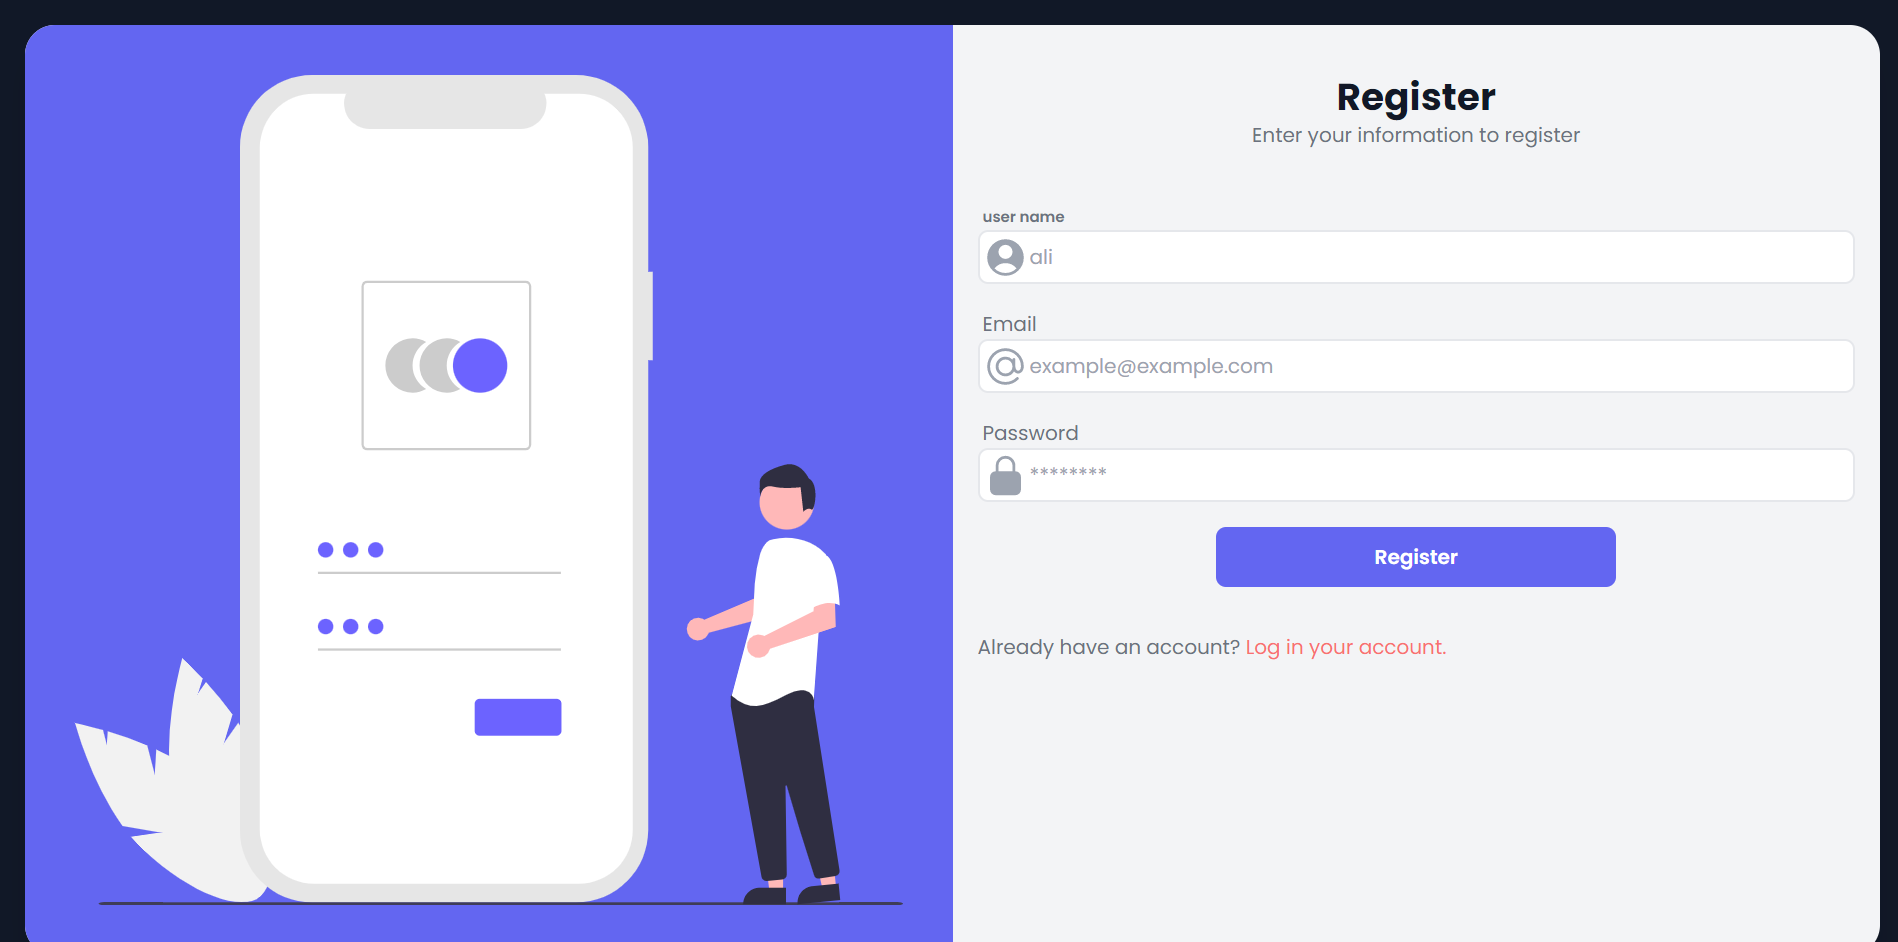 Register
Enter your information to register
user name
ali
Email
example@example.com
Password
********
Register
Already have an account? Log in your account.